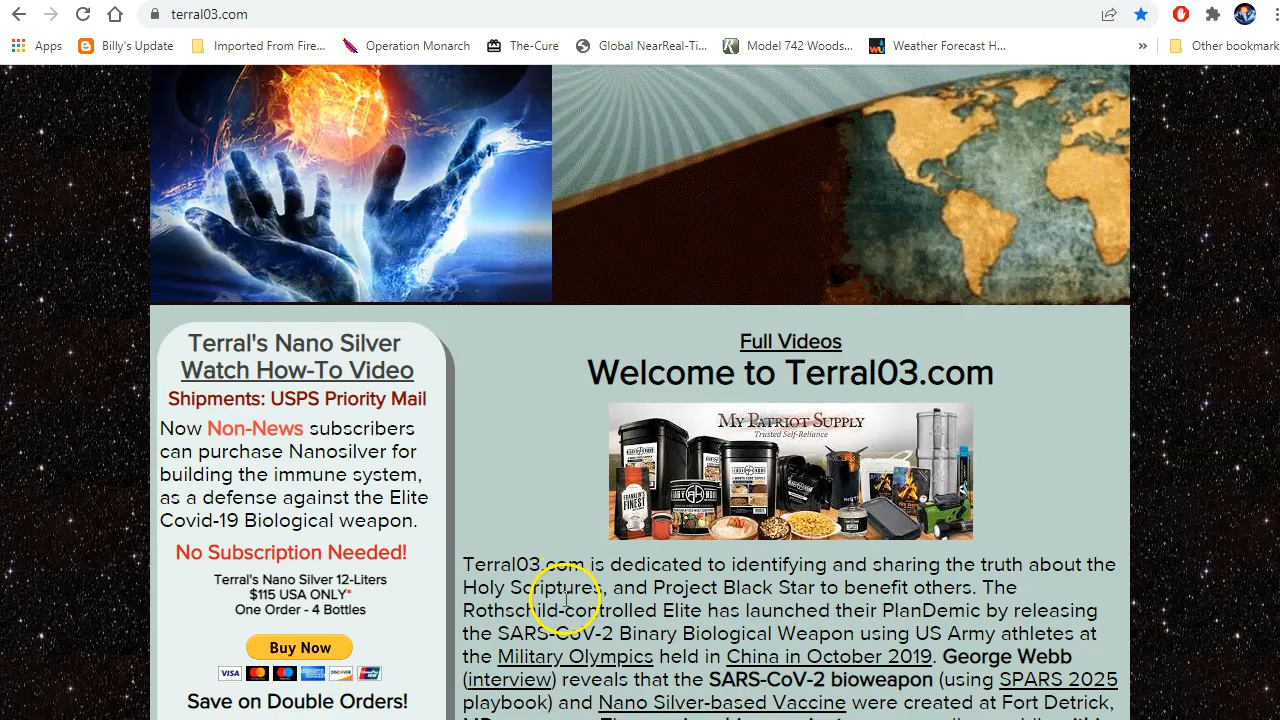 terral03.com
Apps
Billy's Update
Imported From Fire...
Operation Monarch
The-Cure
Global NearReal-Ti...
Model 742 Woods...
Weather Forecast H...
»
Other bookmark
Terral's Nano Silver
Watch How-To Video
Shipments: USPS Priority Mail
Now Non-News subscribers
can purchase Nanosilver for
building the immune system,
as a defense against the Elite
Covid-19 Biological weapon.
No Subscription Needed!
Terral's Nano Silver 12-Liters
$115 USA ONLY*
One Order - 4 Bottles
Buy Now
VISA
DISCOVER
Save on Double Orders!
Full Videos
Welcome to Terral03.com
MY PATRIOT SUPPLY
Trusted Self-Reliance
FRANKLIN'S
FINEST
Terral03.com is dedicated to identifying and sharing the truth about the
Holy Scriptures, and Project Black Star to benefit others. The
Rothschild-controlled Elite has launched their PlanDemic by releasing
the SARS-CoV-2 Binary Biological Weapon using US Army athletes at
the Military Olympics held in China in October 2019. George Webb
(interview) reveals that the SARS-CoV-2 bioweapon (using SPARS 2025
playbook) and Nano Silver-based Vaccine were created at Fort Detrick,